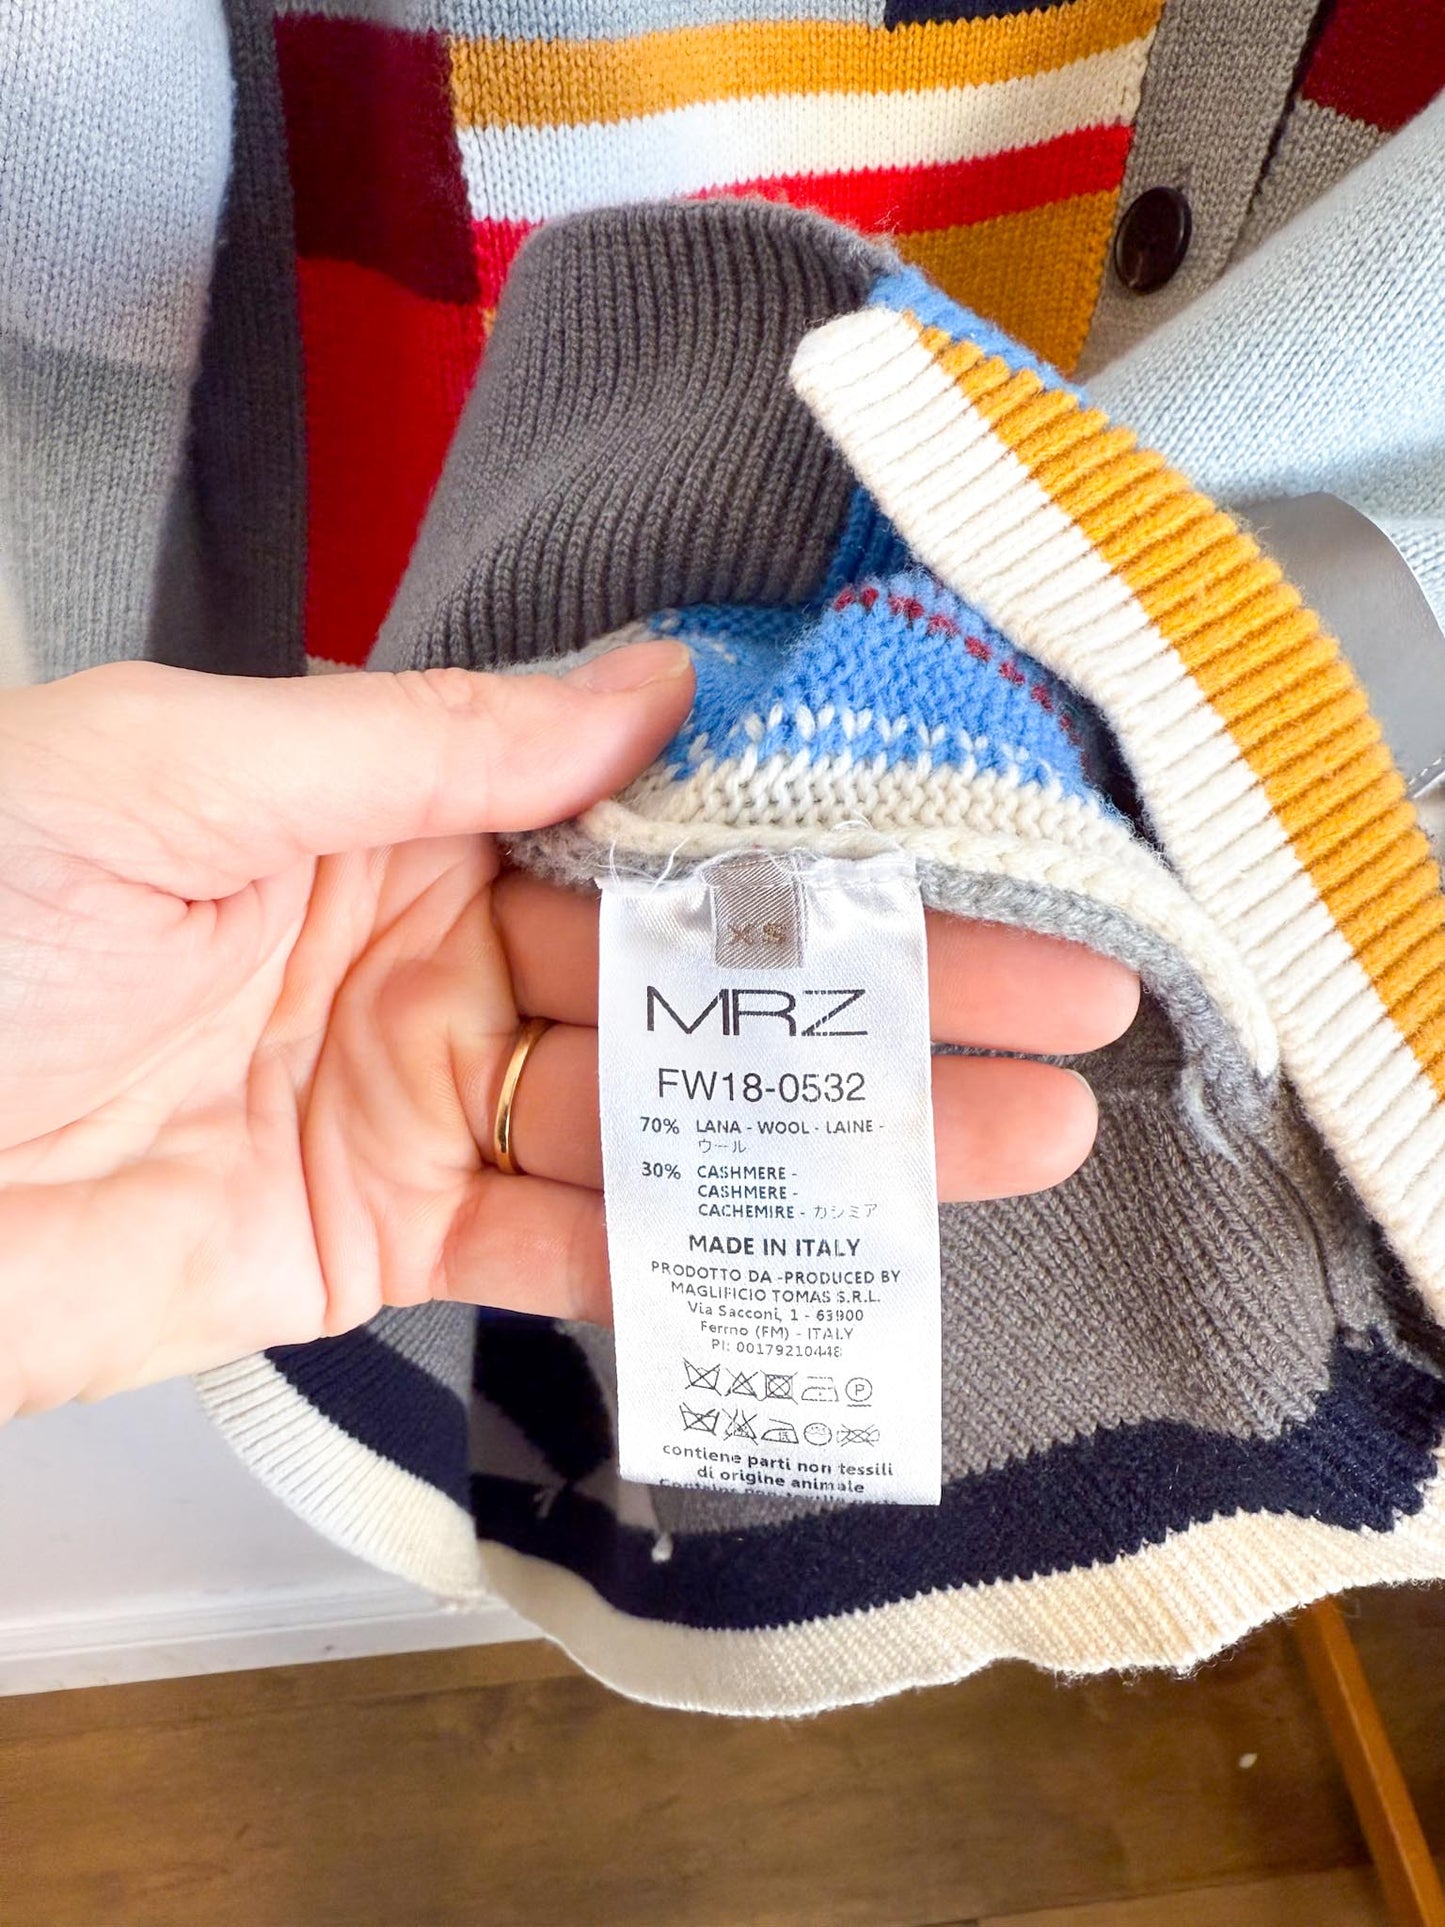 XS
MRZ
FW18-0532
70% LANA - WOOL - LAINE -
ウール
30% CASHMERE -
CASHMERE -
CACHEMIRE - カシミア
MADE IN ITALY
PRODOTTO DA -PRODUCED BY
MAGLIFICIO TOMAS S.R.L.
Via Sacconi, 1 - 63900
Fermo (FM) - ITALY
PI: 00179210448
P
contiene parti non tessili
di origine animale